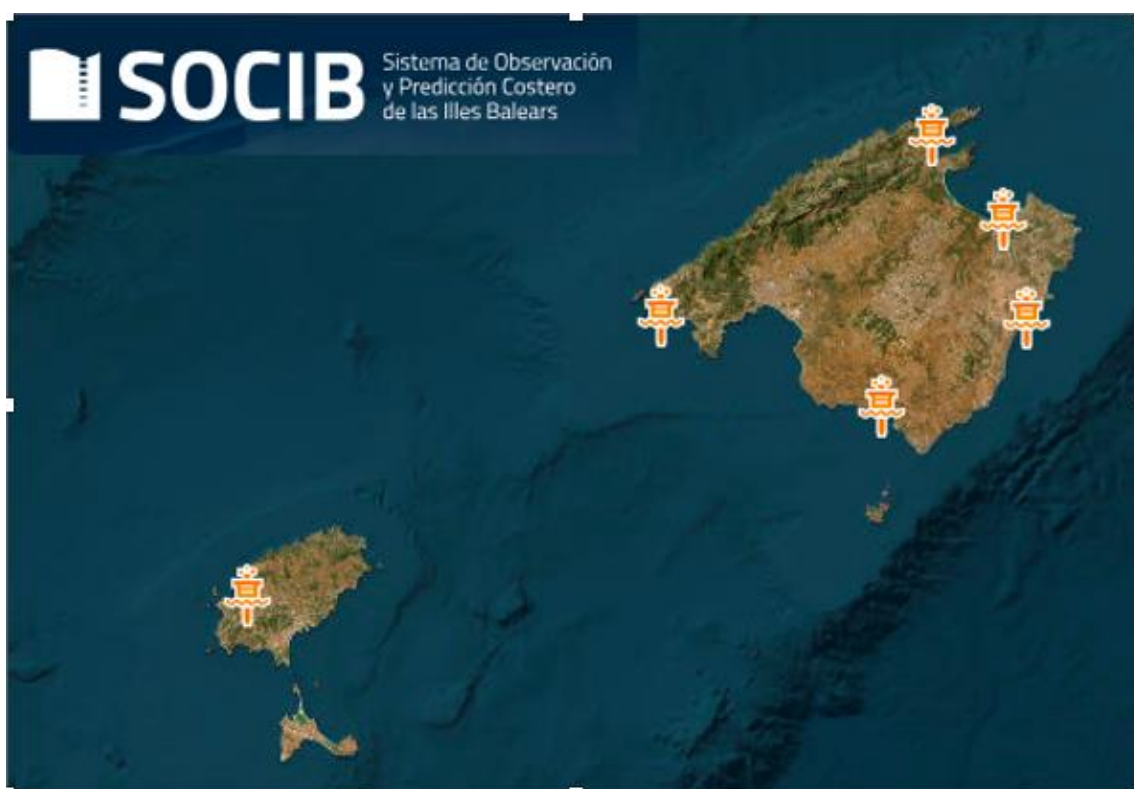 SOCIB
Sistema de Observación
y Predicción Costero
de las Illes Balears